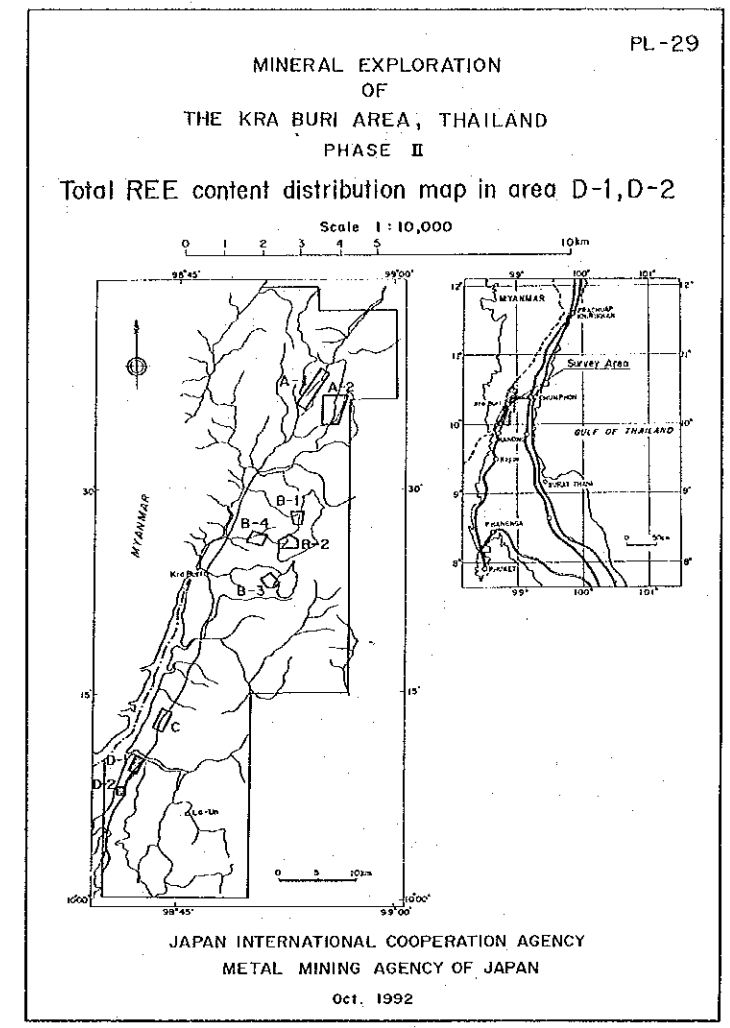 PL-29
MINERAL EXPLORATION
OF
THE KRA BURI AREA, THAILAND
PHASE II
Total REE content distribution map in area D-1,D-2
Scale 1:10,000
0 1 2 3 4 5 10km
98°45' 99°00'
A-1
A-2
30' 30'
MYANMAR
B-1
B-4
B-2
Kra Buri
B-3
15' 15'
C
D-1
D-2
La-Un
0 5 10km
10°00' 10°00'
98°45' 99°00'
99° 100° 101°
12° 12°
MYANMAR
PRACHUAP
KHIRIKHAN
11° 11°
Survey Area
Kra Buri
CHUMPHON
10° 10°
GULF OF THAILAND
RANONG
SURAT THANI
9° 9°
PHANGNGA
0 50km
8° 8°
PHUKET
99° 100° 101°
JAPAN INTERNATIONAL COOPERATION AGENCY
METAL MINING AGENCY OF JAPAN
Oct. 1992